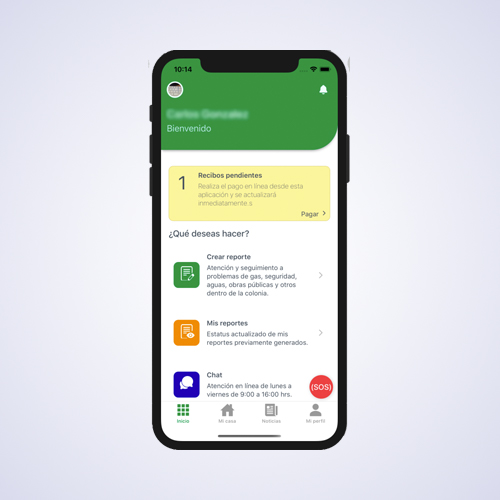 10:14
Bienvenido
1
Recibos pendientes
Realiza el pago en línea desde esta
aplicación y se actualizará
inmediatamente.s
Pagar
¿Qué deseas hacer?
Crear reporte
Atención y seguimiento a
problemas de gas, seguridad,
aguas, obras públicas y otros
dentro de la colonia.
Mis reportes
Estatus actualizado de mis
reportes previamente generados.
Chat
Atención en línea de lunes a
viernes de 9:00 a 16:00 hrs.
(SOS)
Inicio
Mi casa
Noticias
Mi perfil